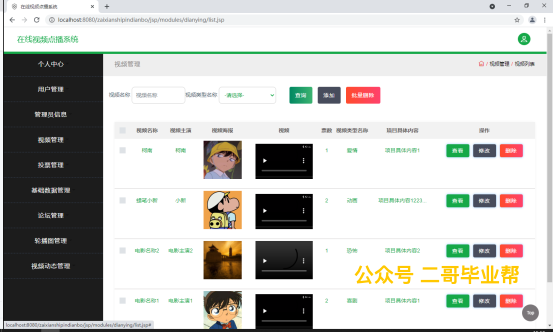 在线视频点播系统
localhost:8080/zaixianshipindianbo/jsp/modules/dianying/list.jsp
在线视频点播系统
个人中心
用户管理
管理员信息
视频管理
投票管理
基础数据管理
论坛管理
轮播图管理
视频动态管理
视频管理
/ 视频管理 / 视频列表
视频名称 视频名称 视频类型名称 -请选择- 查询 添加 批量删除
视频名称 视频主演 视频海报 视频 票数 视频类型名称 项目具体内容 操作
柯南 柯南 1 爱情 项目具体内容1 查看 修改 删除
蜡笔小新 小新 2 动画 项目具体内容1223... 查看 修改 删除
电影名称2 电影主演2 1 恐怖 项目具体内容2 查看 修改 删除
公众号 二哥毕业帮
电影名称1 电影主演1 2 项目具体内容1 查看 修改 删除
Top
localhost:8080/zaixianshipindianbo/jsp/modules/dianying/list.jsp#